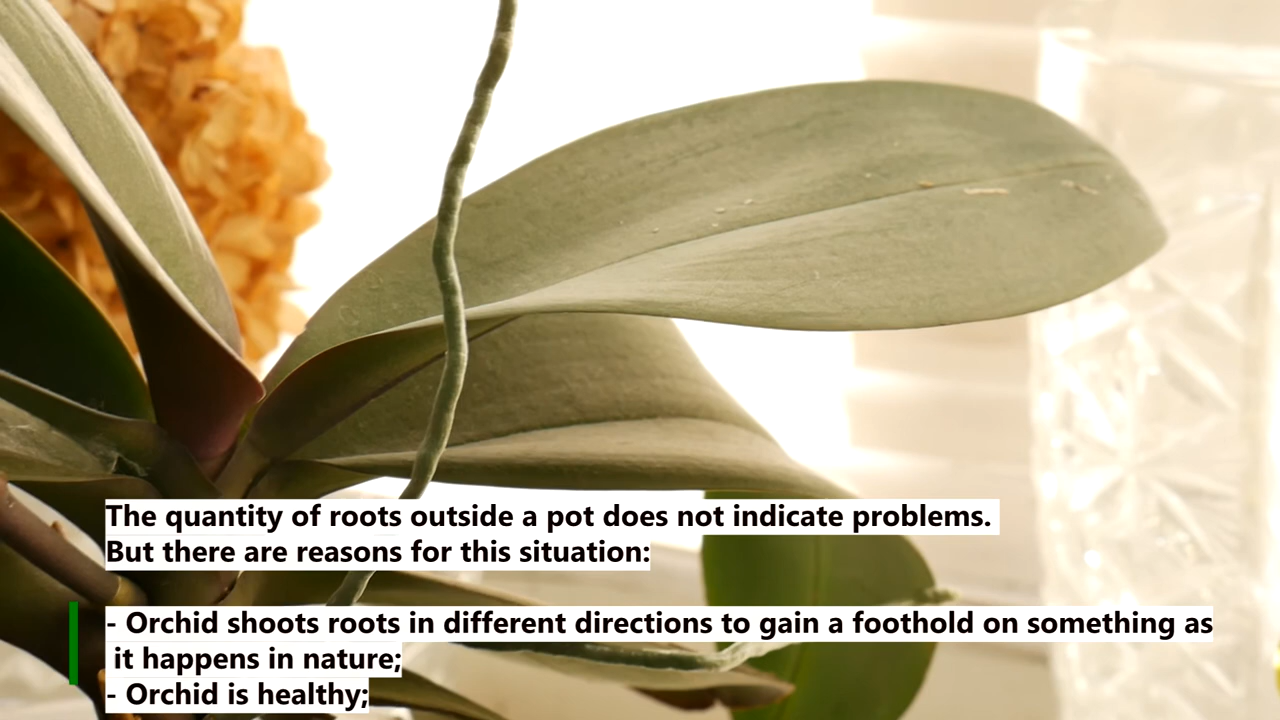 The quantity of roots outside a pot does not indicate problems.
But there are reasons for this situation:
- Orchid shoots roots in different directions to gain a foothold on something as
it happens in nature;
- Orchid is healthy;